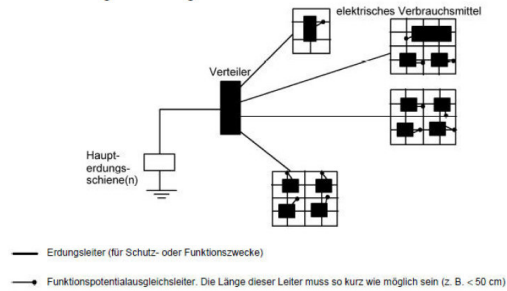 elektrisches Verbrauchsmittel
Verteiler
Haupt-
erdungs-
schiene(n)
Erdungsleiter (für Schutz- oder Funktionszwecke)
Funktionspotentialausgleichsleiter. Die Länge dieser Leiter muss so kurz wie möglich sein (z. B. < 50 cm)